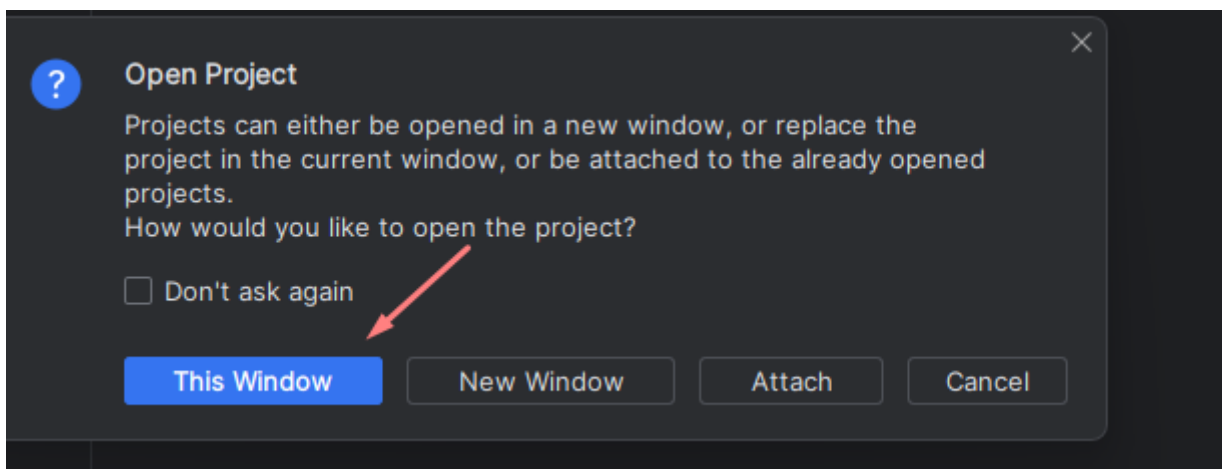 Open Project
Projects can either be opened in a new window, or replace the
project in the current window, or be attached to the already opened
projects.
How would you like to open the project?
Don't ask again
This Window
New Window
Attach
Cancel